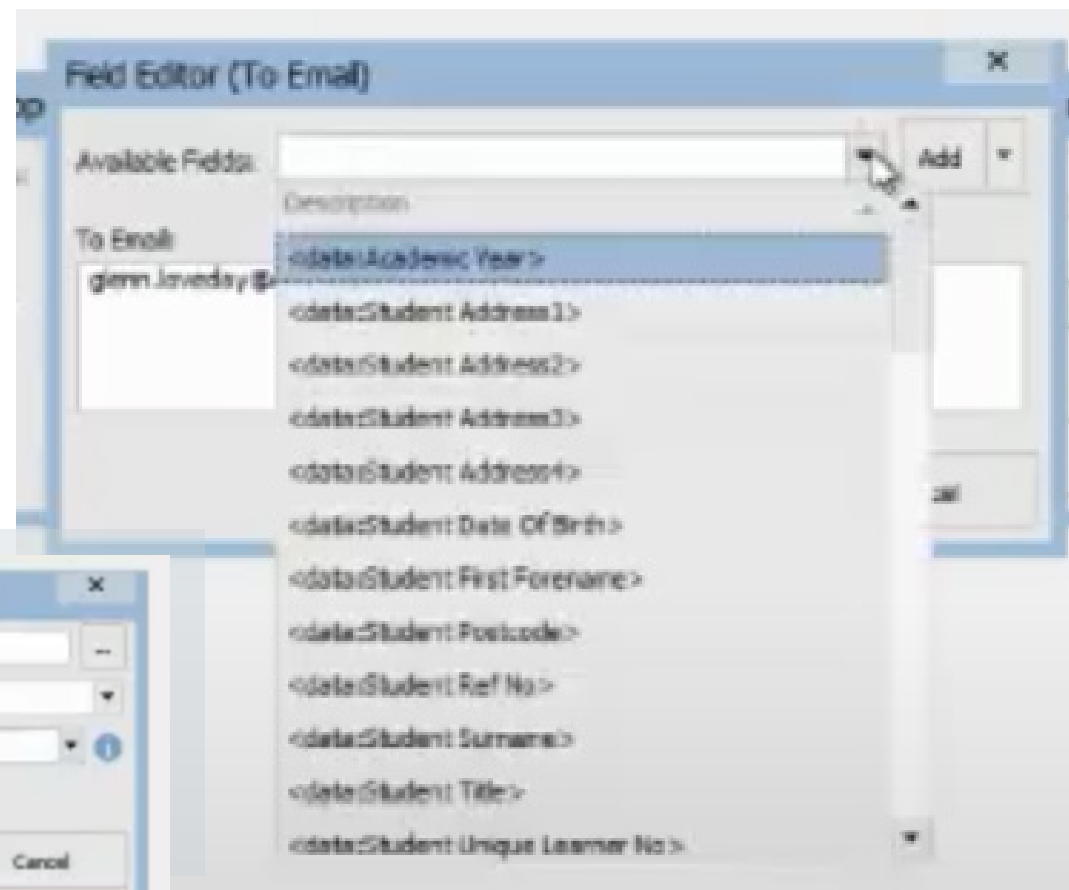 Field Editor (To Email)
Available Fields:
Add
Description
To Email:
<data:Academic Year>
glenn.loveday@
<data:Student Address1>
<data:Student Address2>
<data:Student Address3>
<data:Student Address4>
<data:Student Date Of Birth>
<data:Student First Forename>
<data:Student Postcode>
<data:Student Ref No>
<data:Student Surname>
<data:Student Title>
<data:Student Unique Learner No>
...
Cancel